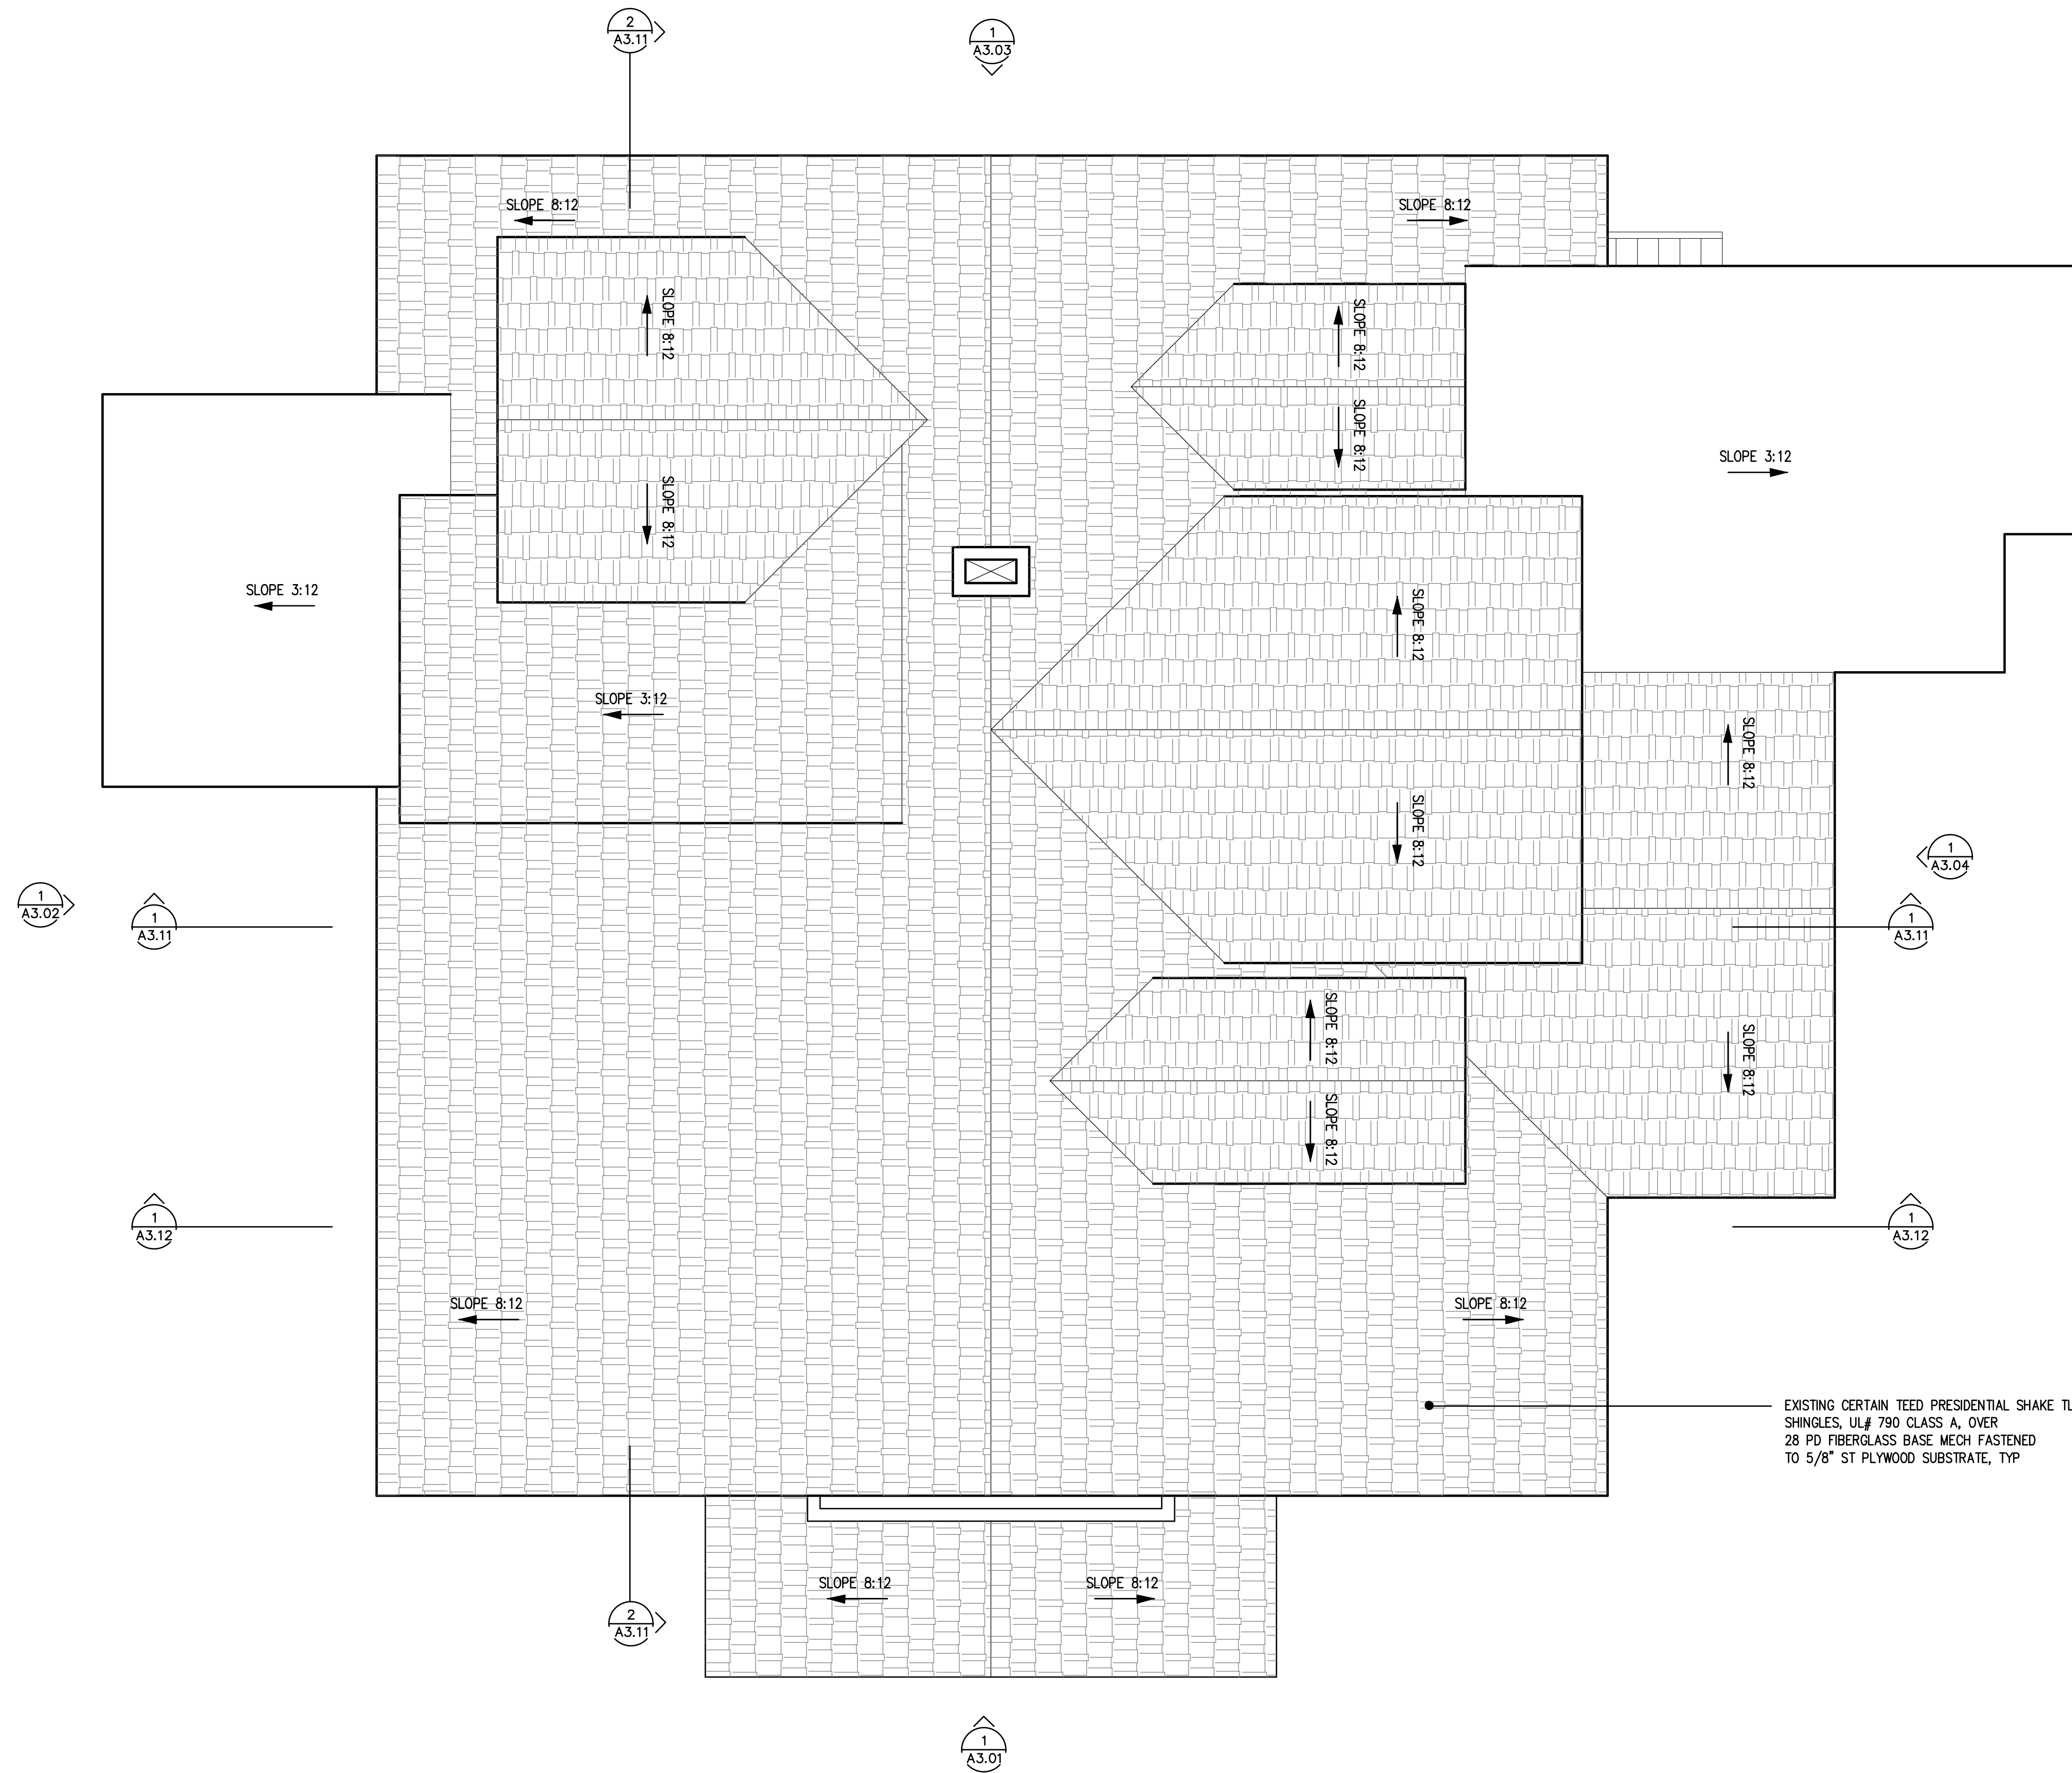 2
A3.11
1
A3.03
SLOPE 8:12
SLOPE 8:12
SLOPE 8:12
SLOPE 8:12
SLOPE 8:12
SLOPE 8:12
SLOPE 3:12
SLOPE 3:12
SLOPE 8:12
SLOPE 3:12
SLOPE 8:12
SLOPE 8:12
SLOPE 8:12
1
A3.04
1
A3.02
1
A3.11
1
A3.11
SLOPE 8:12
SLOPE 8:12
SLOPE 8:12
1
A3.12
1
A3.12
SLOPE 8:12
SLOPE 8:12
EXISTING CERTAIN TEED PRESIDENTIAL SHAKE
SHINGLES, UL# 790 CLASS A, OVER
28 PD FIBERGLASS BASE MECH FASTENED
TO 5/8" ST PLYWOOD SUBSTRATE, TYP
SLOPE 8:12
SLOPE 8:12
2
A3.11
1
A3.01